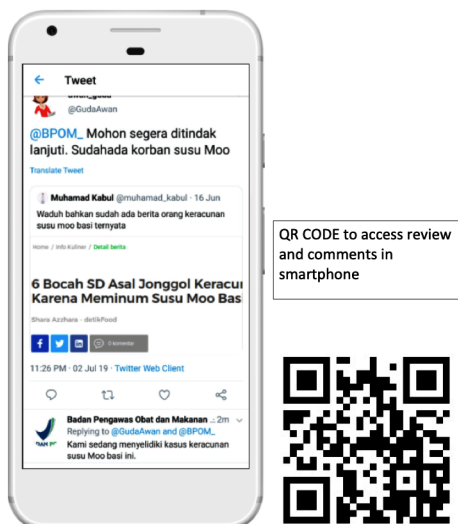 Tweet
@GudaAwan
@BPOM_ Mohon segera ditindak
lanjuti. Sudahada korban susu Moo
Translate Tweet
Muhamad Kabul @muhamad_kabul · 16 Jun
Waduh bahkan sudah ada berita orang keracunan
susu moo basi ternyata
Home / Info Kuliner / Detail berita
6 Bocah SD Asal Jonggol Keracu
Karena Meminum Susu Moo Bas
Shara Azzhara - detikFood
0 komentar
11:26 PM · 02 Jul 19 · Twitter Web Client
Badan Pengawas Obat dan Makanan .: 2m
Replying to @GudaAwan and @BPOM_
Kami sedang menyelidiki kasus keracunan
susu Moo basi ini.
QR CODE to access review
and comments in
smartphone